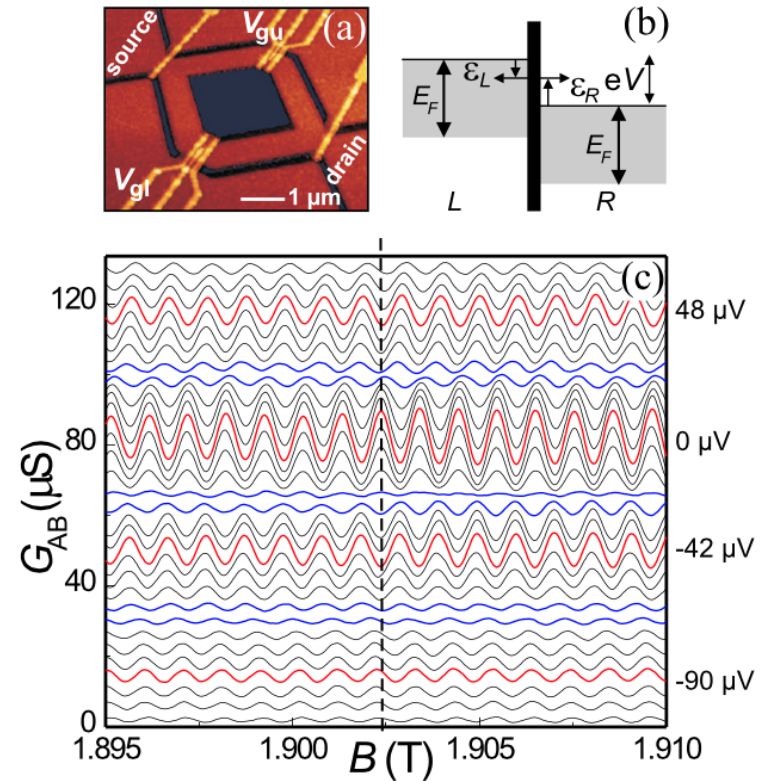 (a)
source
V_gu
V_gl
drain
1 µm
(b)
ε_L
ε_R
eV
E_F
E_F
L
R
(c)
G_AB (µS)
120
80
40
0
48 µV
0 µV
-42 µV
-90 µV
1.895
1.900
1.905
1.910
B (T)